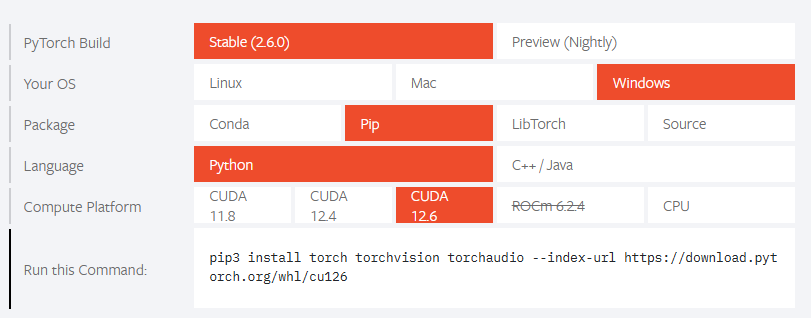 PyTorch Build
Stable (2.6.0)
Preview (Nightly)
Your OS
Linux
Mac
Windows
Package
Conda
Pip
LibTorch
Source
Language
Python
C++ / Java
Compute Platform
CUDA
11.8
CUDA
12.4
CUDA
12.6
ROCm 6.2.4
CPU
Run this Command:
pip3 install torch torchvision torchaudio --index-url https://download.pyt
orch.org/whl/cu126